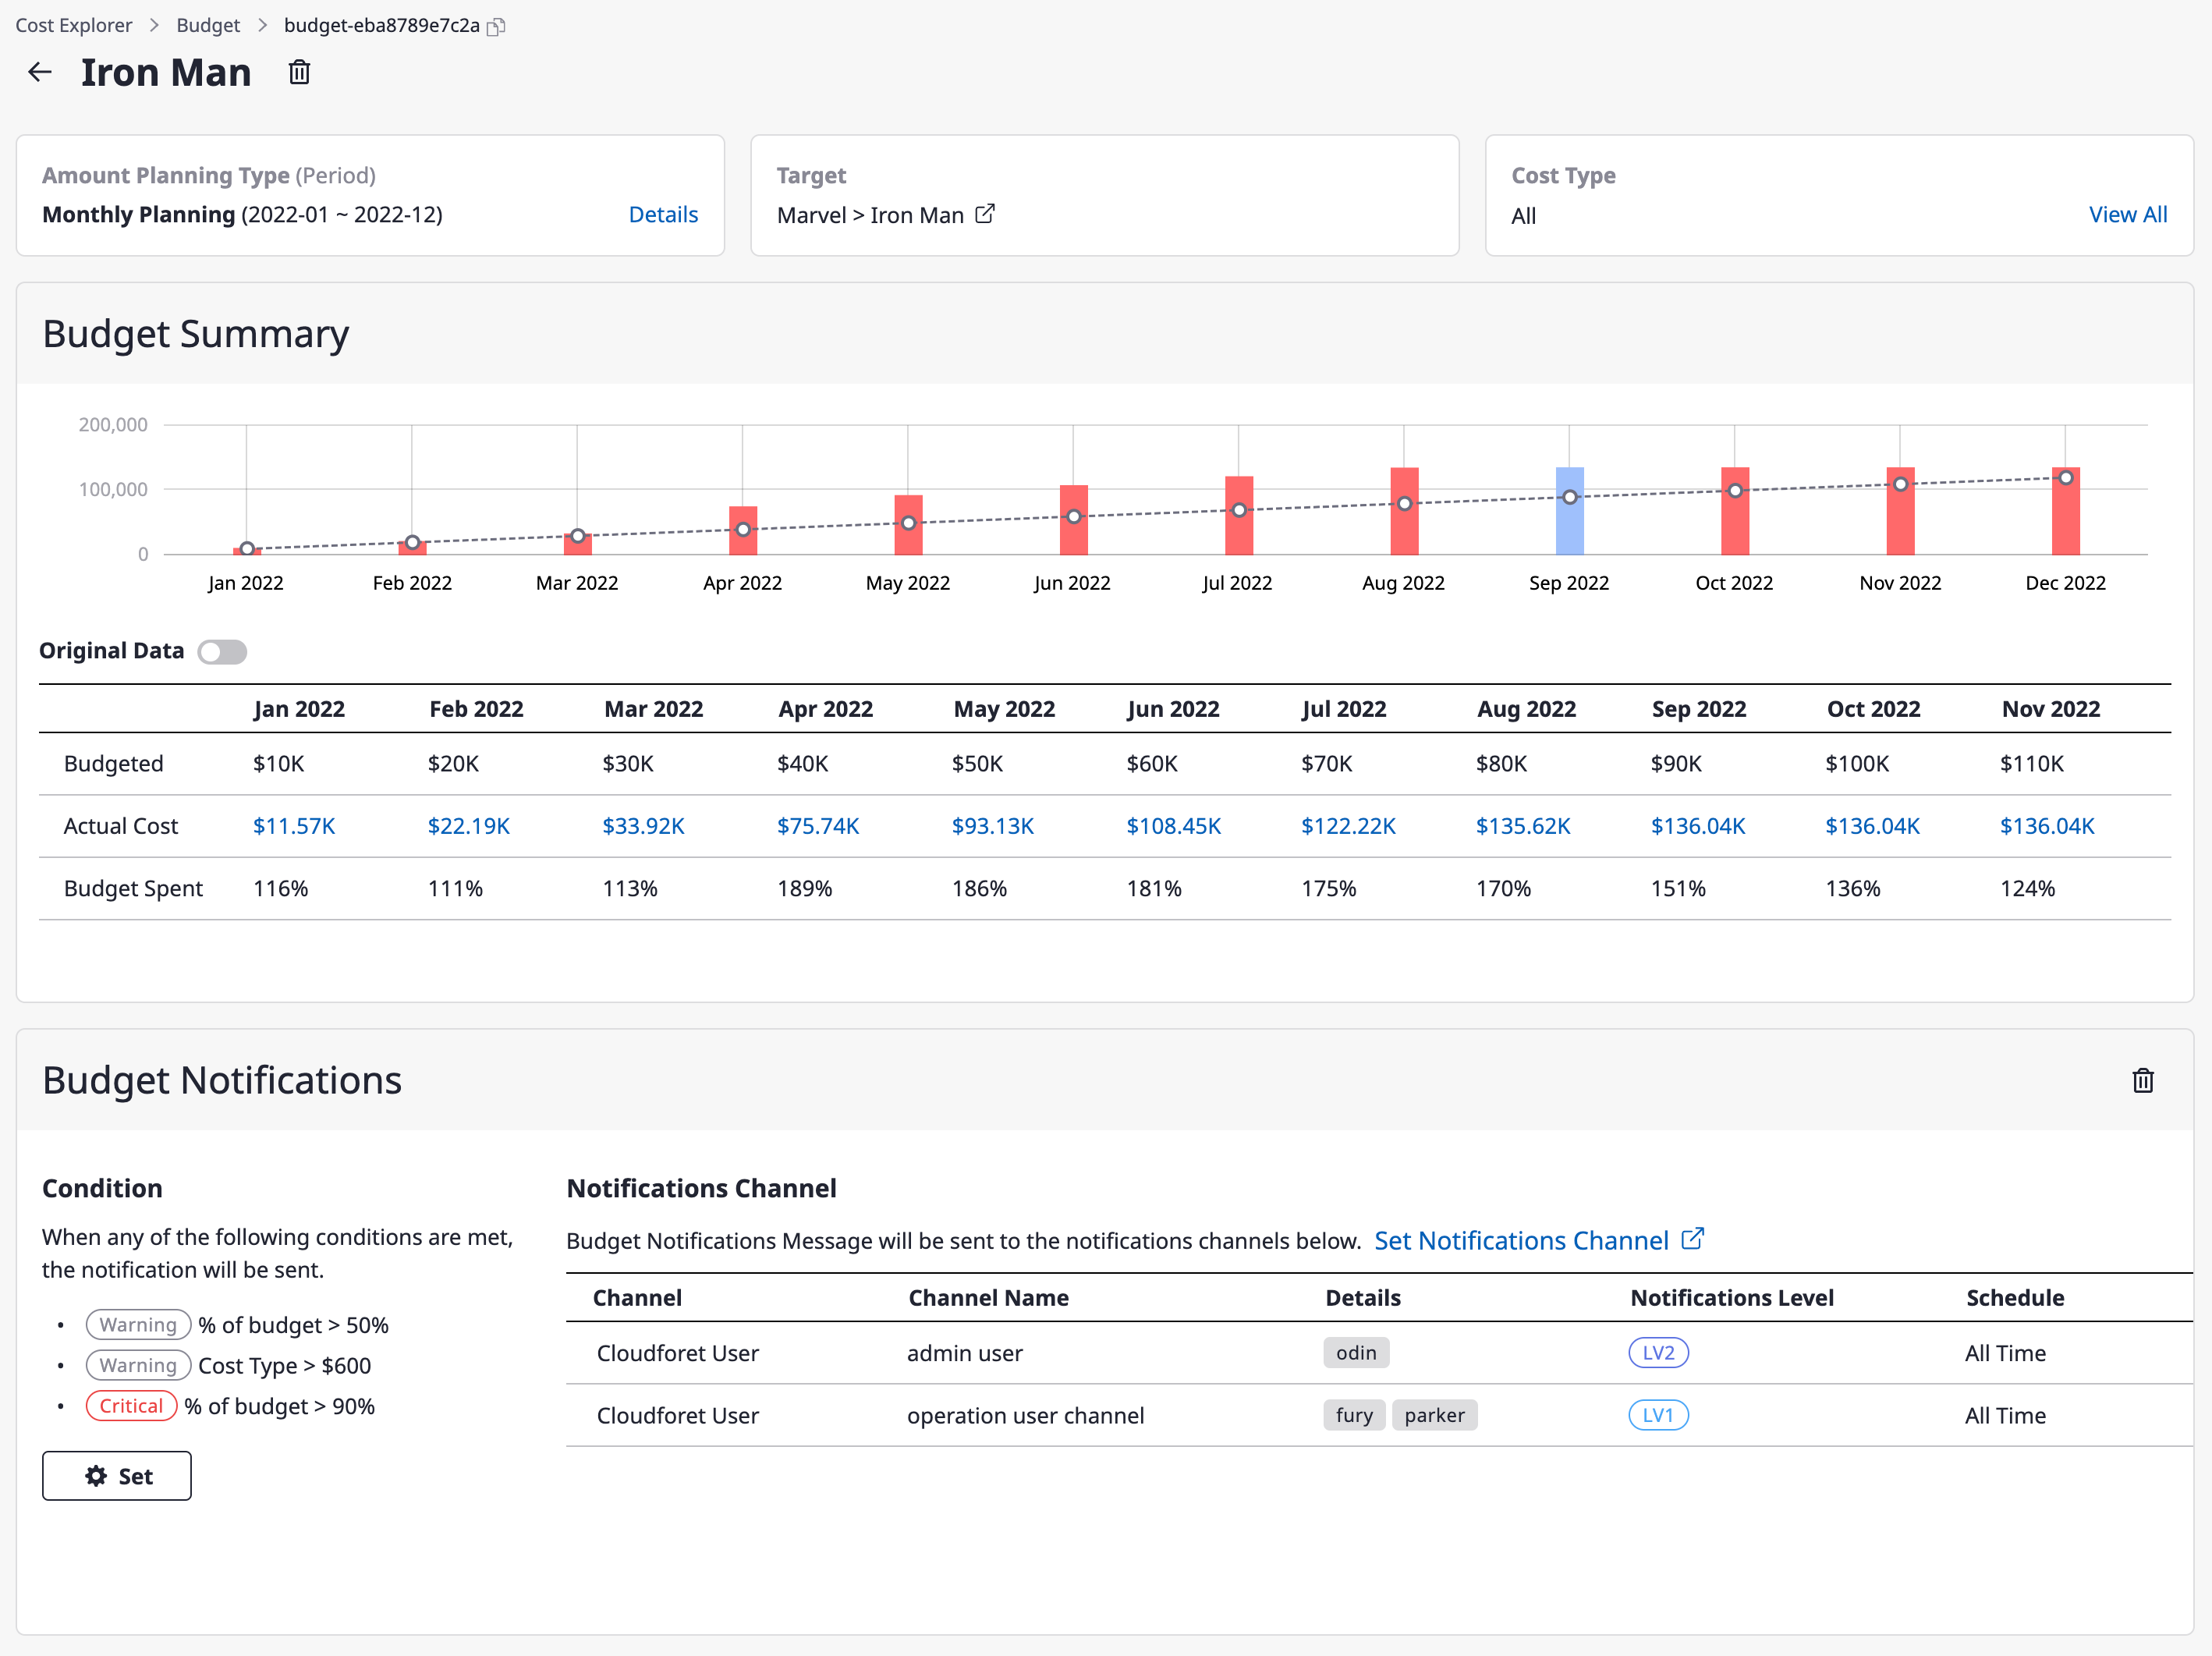 Cost Explorer > Budget > budget-eba8789e7c2a
Iron Man
Amount Planning Type (Period)
Monthly Planning (2022-01 ~ 2022-12) Details
Target
Marvel > Iron Man
Cost Type
All View All
Budget Summary
200,000
100,000
0
Jan 2022 Feb 2022 Mar 2022 Apr 2022 May 2022 Jun 2022 Jul 2022 Aug 2022 Sep 2022 Oct 2022 Nov 2022 Dec 2022
Original Data
Jan 2022 Feb 2022 Mar 2022 Apr 2022 May 2022 Jun 2022 Jul 2022 Aug 2022 Sep 2022 Oct 2022 Nov 2022
Budgeted $10K $20K $30K $40K $50K $60K $70K $80K $90K $100K $110K
Actual Cost $11.57K $22.19K $33.92K $75.74K $93.13K $108.45K $122.22K $135.62K $136.04K $136.04K $136.04K
Budget Spent 116% 111% 113% 189% 186% 181% 175% 170% 151% 136% 124%
Budget Notifications
Condition
When any of the following conditions are met,
the notification will be sent.
• Warning % of budget > 50%
• Warning Cost Type > $600
• Critical % of budget > 90%
Set
Notifications Channel
Budget Notifications Message will be sent to the notifications channels below. Set Notifications Channel
Channel Channel Name Details Notifications Level Schedule
Cloudforet User admin user odin LV2 All Time
Cloudforet User operation user channel fury parker LV1 All Time